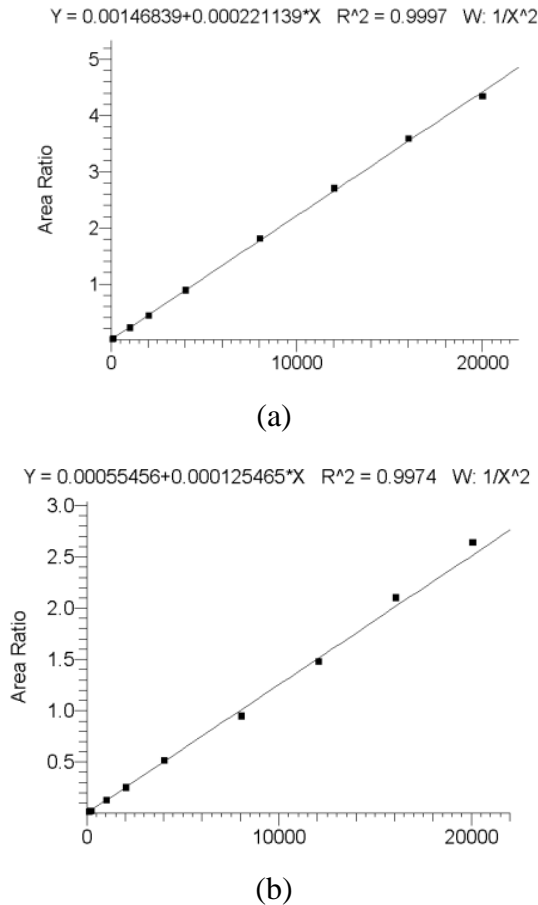 Y = 0.00146839+0.000221139*X R^2 = 0.9997 W: 1/X^2
5
4
3
2
1
Area Ratio
0 10000 20000
(a)
Y = 0.00055456+0.000125465*X R^2 = 0.9974 W: 1/X^2
3.0
2.5
2.0
1.5
1.0
0.5
Area Ratio
0 10000 20000
(b)